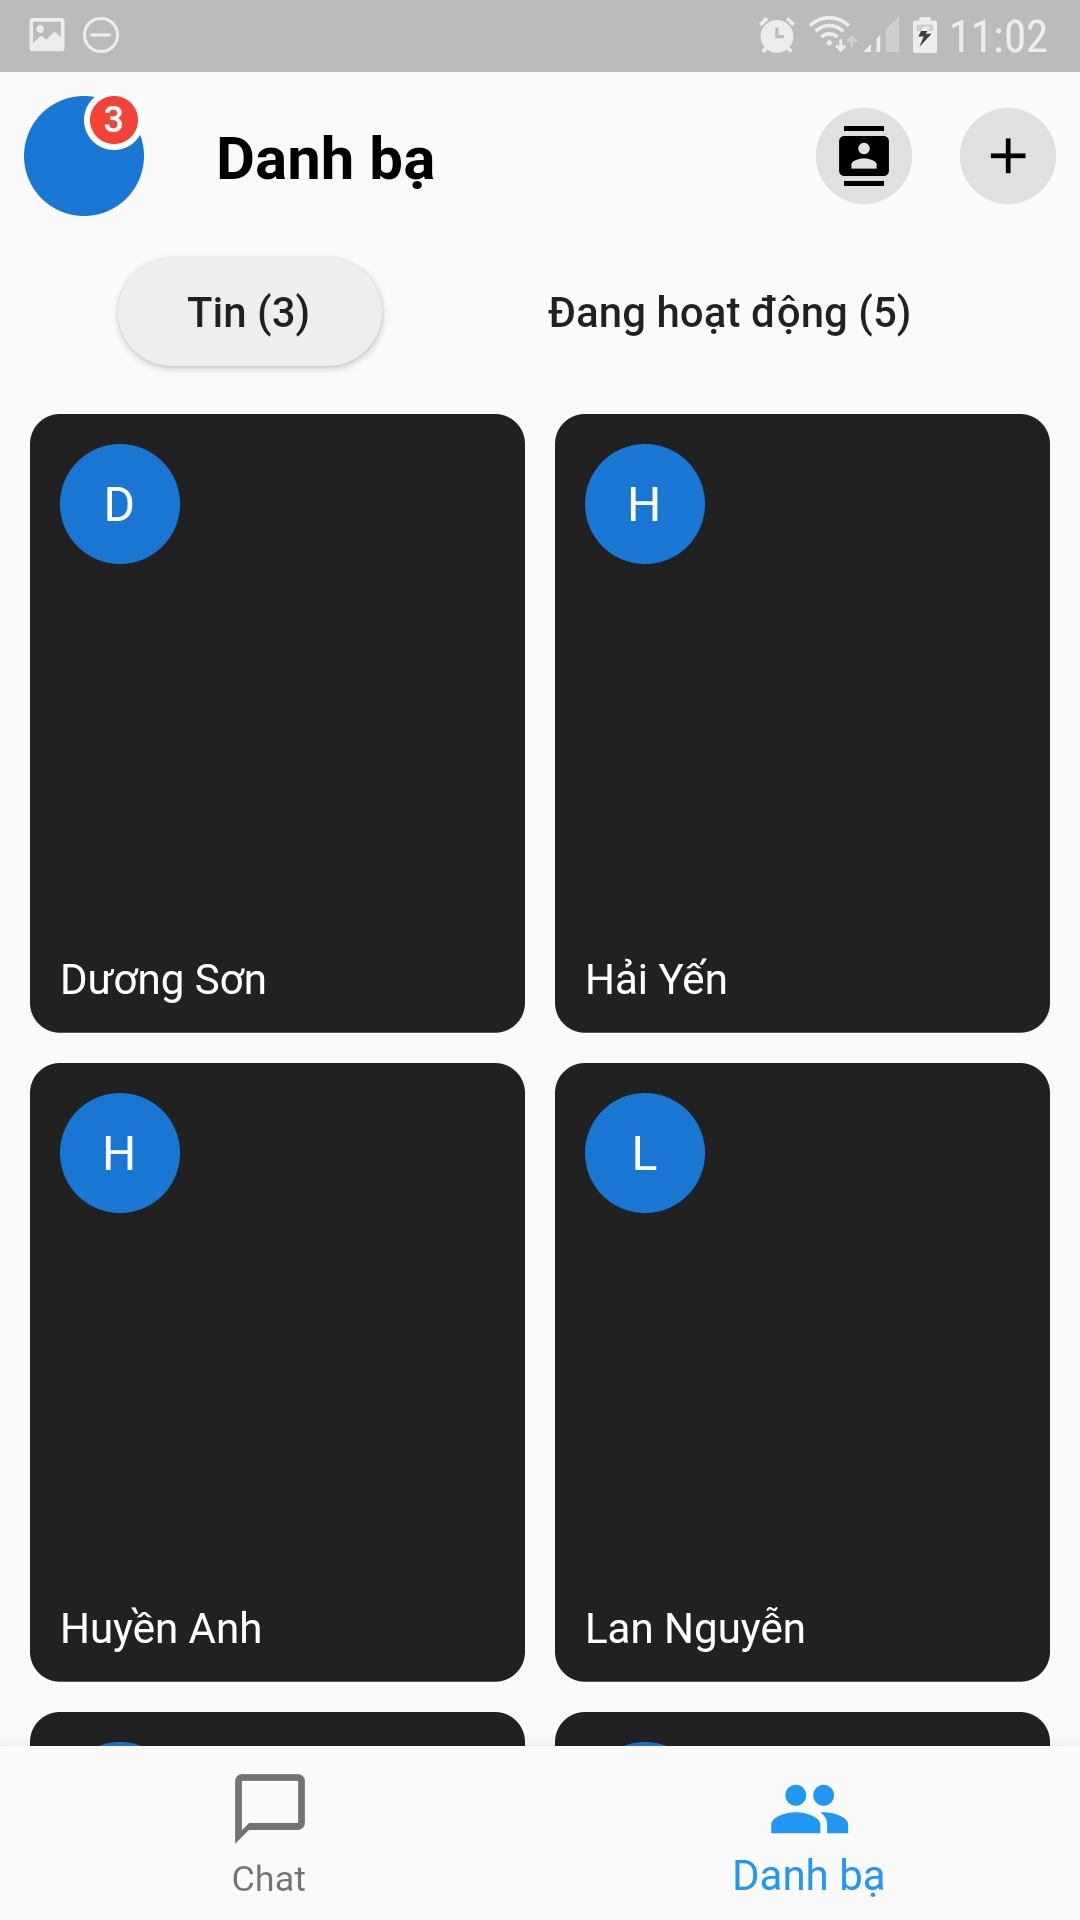 11:02
3
Danh bạ
Tin (3)
Đang hoạt động (5)
D
H
Dương Sơn
Hải Yến
H
L
Huyền Anh
Lan Nguyễn
Chat
Danh bạ